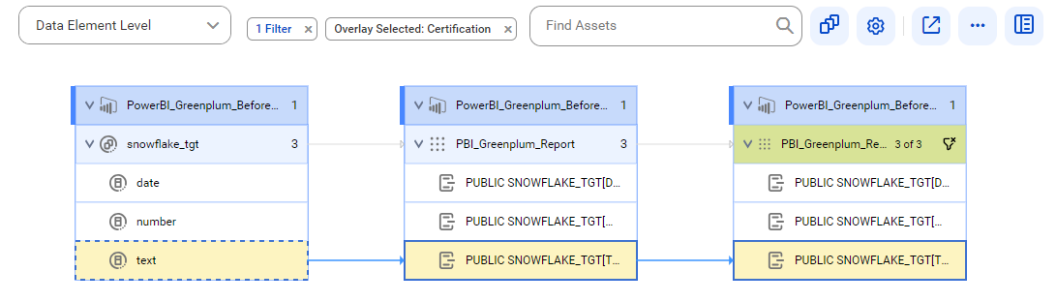 Data Element Level
1 Filter x
Overlay Selected: Certification x
Find Assets
PowerBI_Greenplum_Before... 1
snowflake_tgt 3
date
number
text
PowerBI_Greenplum_Before... 1
PBI_Greenplum_Report 3
PUBLIC SNOWFLAKE_TGT[D...
PUBLIC SNOWFLAKE_TGT[...
PUBLIC SNOWFLAKE_TGT[T...
PowerBI_Greenplum_Before... 1
PBI_Greenplum_Re... 3 of 3
PUBLIC SNOWFLAKE_TGT[D...
PUBLIC SNOWFLAKE_TGT[...
PUBLIC SNOWFLAKE_TGT[T...